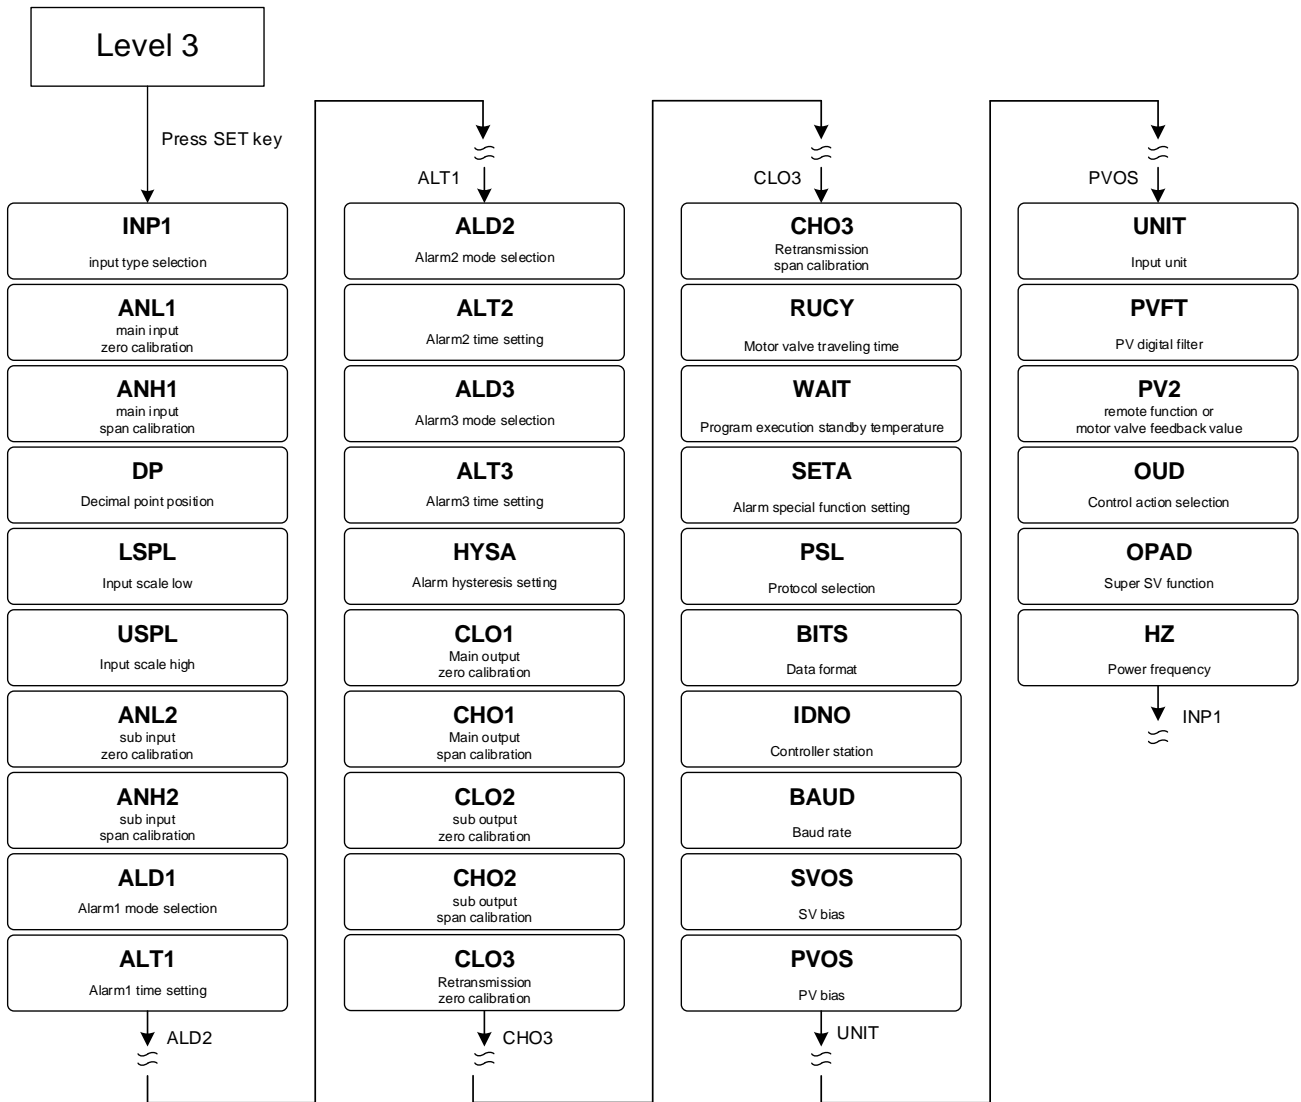 Level 3
Press SET key
INP1
input type selection
ANL1
main input
zero calibration
ANH1
main input
span calibration
DP
Decimal point position
LSPL
Input scale low
USPL
Input scale high
ANL2
sub input
zero calibration
ANH2
sub input
span calibration
ALD1
Alarm1 mode selection
ALT1
Alarm1 time setting
ALD2
ALT1
ALD2
Alarm2 mode selection
ALT2
Alarm2 time setting
ALD3
Alarm3 mode selection
ALT3
Alarm3 time setting
HYSA
Alarm hysteresis setting
CLO1
Main output
zero calibration
CHO1
Main output
span calibration
CLO2
sub output
zero calibration
CHO2
sub output
span calibration
CLO3
Retransmission
zero calibration
CHO3
CLO3
CHO3
Retransmission
span calibration
RUCY
Motor valve traveling time
WAIT
Program execution standby temperature
SETA
Alarm special function setting
PSL
Protocol selection
BITS
Data format
IDNO
Controller station
BAUD
Baud rate
SVOS
SV bias
PVOS
PV bias
UNIT
PVOS
UNIT
Input unit
PVFT
PV digital filter
PV2
remote function or
motor valve feedback value
OUD
Control action selection
OPAD
Super SV function
HZ
Power frequency
INP1